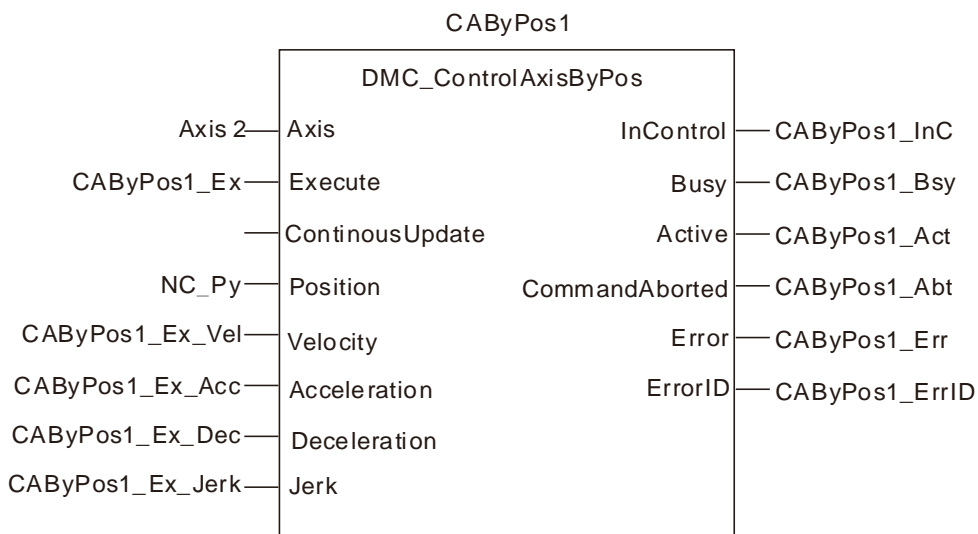 CAByPos1
DMC_ControlAxisByPos
Axis 2 Axis InControl CAByPos1_InC
CAByPos1_Ex Execute Busy CAByPos1_Bsy
ContinousUpdate Active CAByPos1_Act
NC_Py Position CommandAborted CAByPos1_Abt
CAByPos1_Ex_Vel Velocity Error CAByPos1_Err
CAByPos1_Ex_Acc Acceleration ErrorID CAByPos1_ErrID
CAByPos1_Ex_Dec Deceleration
CAByPos1_Ex_Jerk Jerk